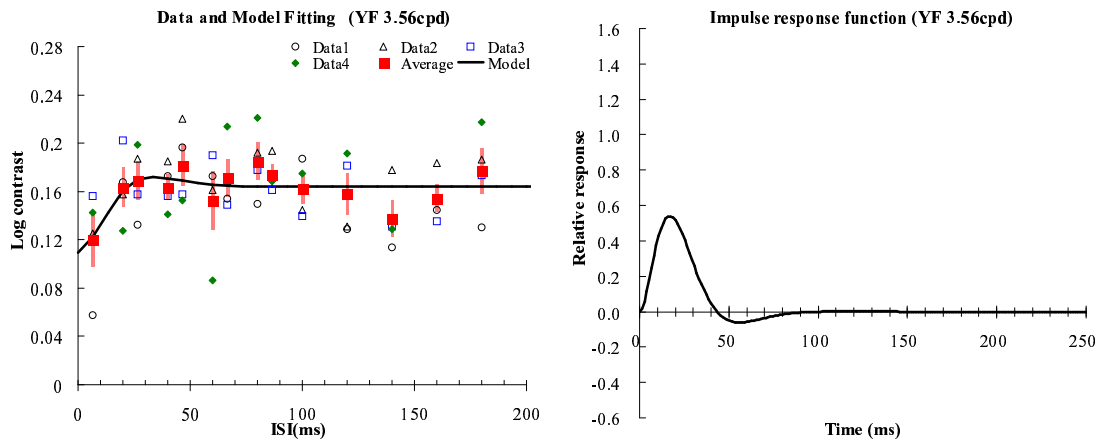 Data and Model Fitting (YF 3.56cpd)
Data1 Data2 Data3
Data4 Average Model
Log contrast
0.28
0.24
0.2
0.16
0.12
0.08
0.04
0
0 50 100 150 200
ISI(ms)
Impulse response function (YF 3.56cpd)
Relative response
1.6
1.4
1.2
1.0
0.8
0.6
0.4
0.2
0.0
-0.2
-0.4
-0.6
0 50 100 150 200 250
Time (ms)